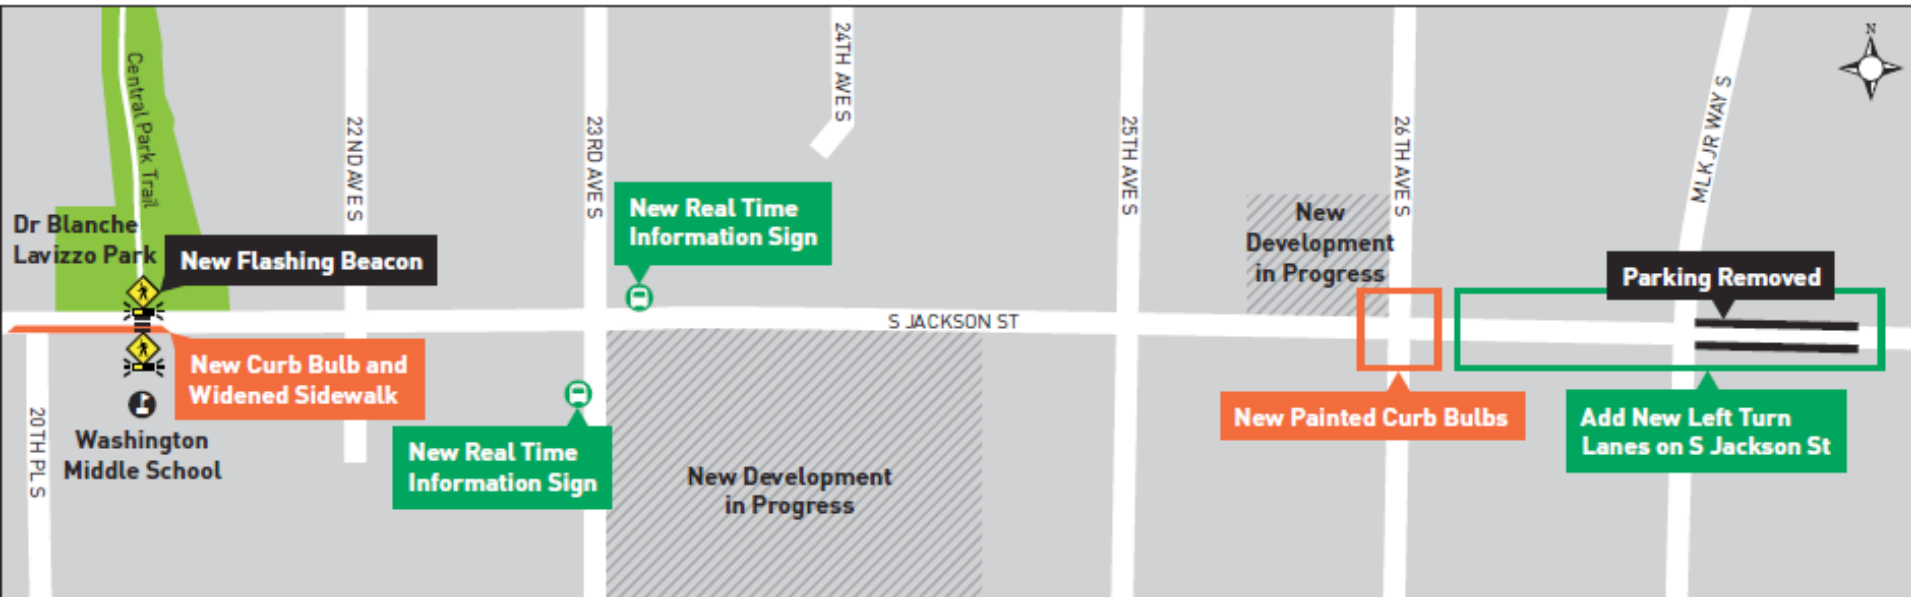 N
Central Park Trail
22ND AVE S
23RD AVE S
24TH AVE S
25TH AVE S
26TH AVE S
MLK JR WAY S
Dr Blanche
Lavizzo Park
New Flashing Beacon
New Real Time
Information Sign
New
Development
in Progress
Parking Removed
S JACKSON ST
New Curb Bulb and
Widened Sidewalk
20TH PL S
Washington
Middle School
New Real Time
Information Sign
New Development
in Progress
New Painted Curb Bulbs
Add New Left Turn
Lanes on S Jackson St